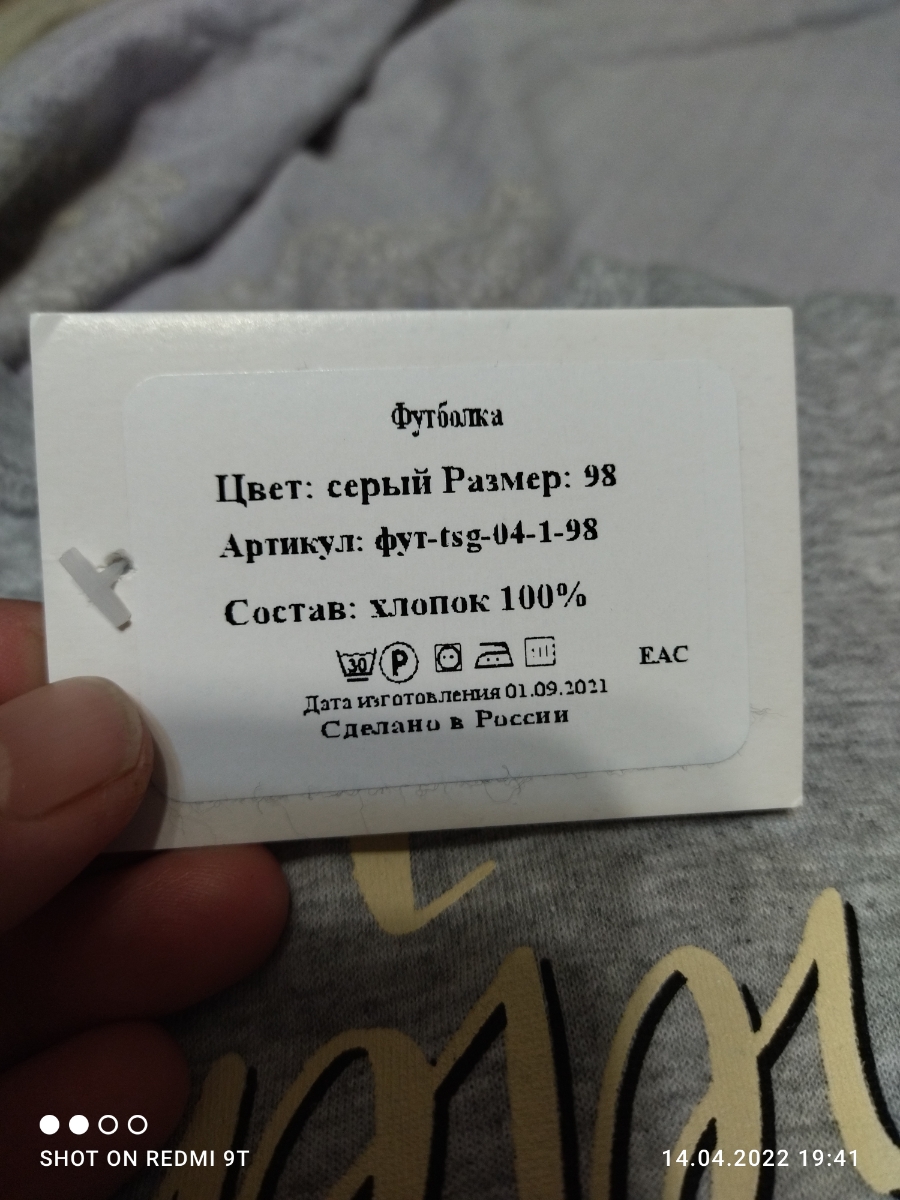 Футболка
Цвет: серый Размер: 98
Артикул: фут-tsg-04-1-98
Состав: хлопок 100%
30 P
EAC
Дата изготовления 01.09.2021
Сделано в России
SHOT ON REDMI 9T
14.04.2022 19:41